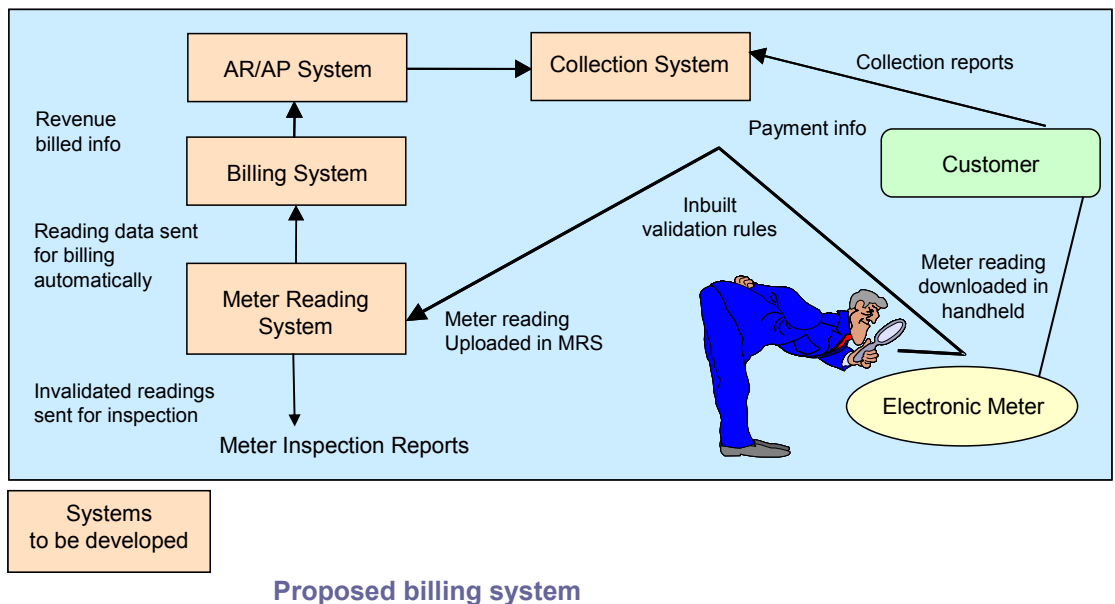 AR/AP System
Collection System
Collection reports
Revenue
billed info
Payment info
Billing System
Customer
Inbuilt
validation rules
Reading data sent
for billing
automatically
Meter Reading
System
Meter reading
Uploaded in MRS
Meter reading
downloaded in
handheld
Invalidated readings
sent for inspection
Electronic Meter
Meter Inspection Reports
Systems
to be developed
Proposed billing system